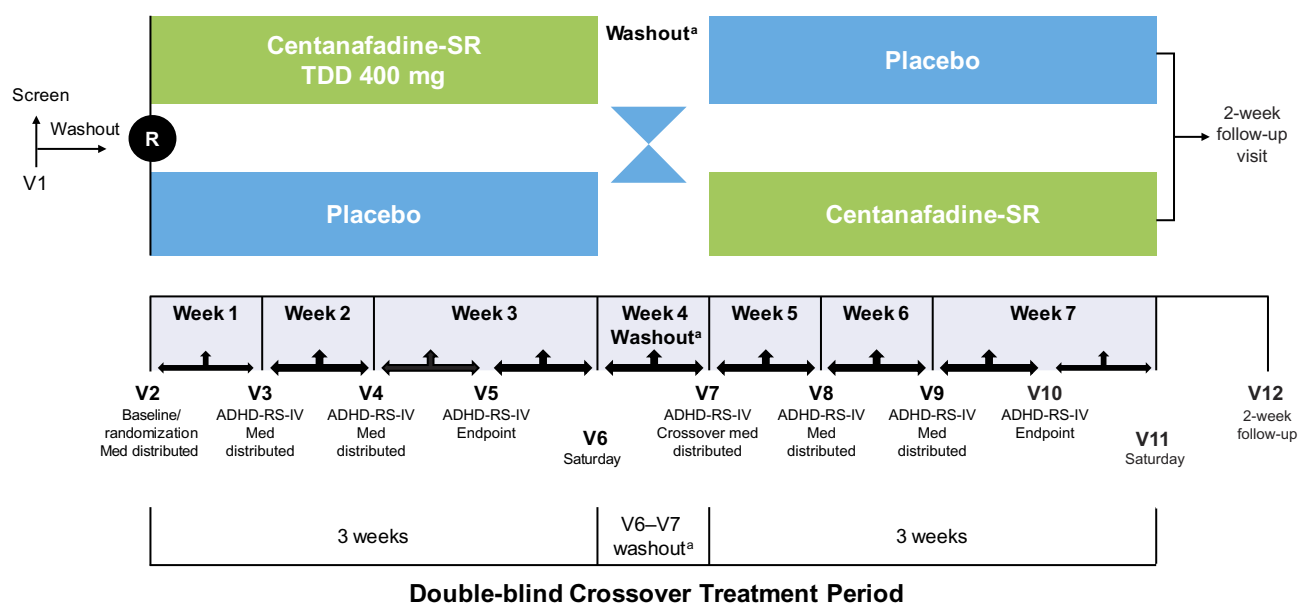 Centanafadine-SR
TDD 400 mg
Washoutᵃ
Placebo
Screen
Washout
R
V1
2-week
follow-up
visit
Placebo
Centanafadine-SR
Week 1
Week 2
Week 3
Week 4
Washoutᵃ
Week 5
Week 6
Week 7
V2
Baseline/
randomization
Med distributed
V3
ADHD-RS-IV
Med
distributed
V4
ADHD-RS-IV
Med
distributed
V5
ADHD-RS-IV
Endpoint
V6
Saturday
V7
ADHD-RS-IV
Crossover med
distributed
V8
ADHD-RS-IV
Med
distributed
V9
ADHD-RS-IV
Med
distributed
V10
ADHD-RS-IV
Endpoint
V11
Saturday
V12
2-week
follow-up
3 weeks
V6–V7
washoutᵃ
3 weeks
Double-blind Crossover Treatment Period